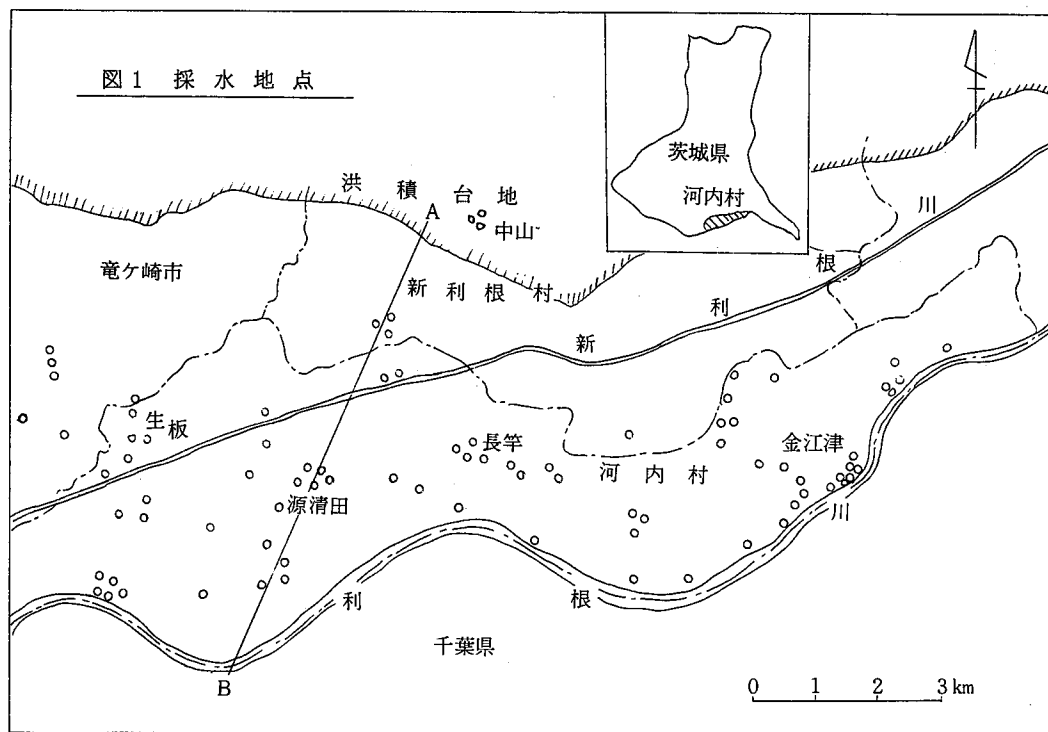 図1 採水地点
茨城県
河内村
洪積台地
A
中山
竜ケ崎市
新利根村
新利根川
生板
長竿
金江津
河内村
源清田
利根川
千葉県
B
0 1 2 3 km